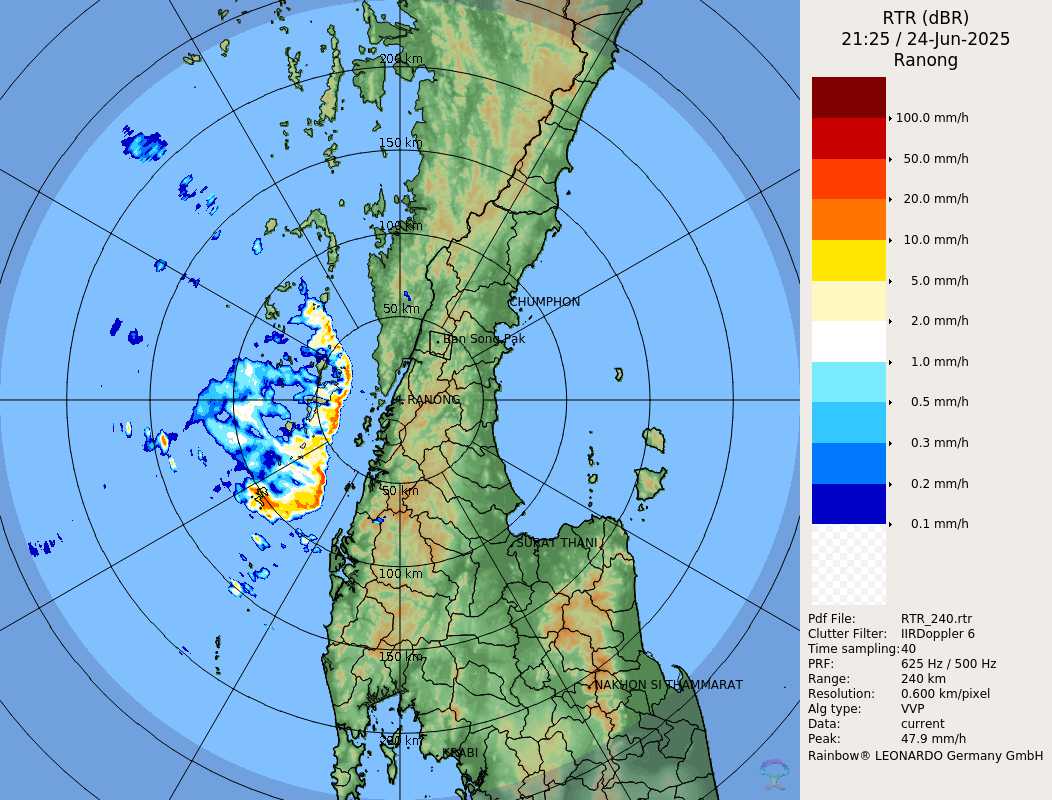 RTR (dBR)
21:25 / 24-Jun-2025
Ranong
100.0 mm/h
50.0 mm/h
20.0 mm/h
10.0 mm/h
5.0 mm/h
2.0 mm/h
1.0 mm/h
0.5 mm/h
0.3 mm/h
0.2 mm/h
0.1 mm/h
Pdf File: RTR_240.rtr
Clutter Filter: IIRDoppler 6
Time sampling:40
PRF: 625 Hz / 500 Hz
Range: 240 km
Resolution: 0.600 km/pixel
Alg type: VVP
Data: current
Peak: 47.9 mm/h
Rainbow® LEONARDO Germany GmbH
200 km
150 km
100 km
50 km
CHUMPHON
Ban Song Pak
RANONG
50 km
SURAT THANI
100 km
150 km
NAKHON SI THAMMARAT
200 km
KRABI